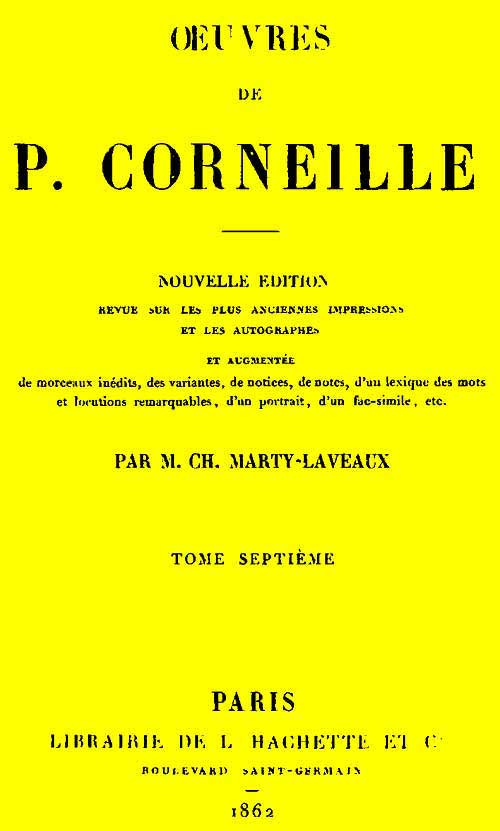 OEUVRES
DE
P. CORNEILLE
NOUVELLE EDITION
REVUE SUR LES PLUS ANCIENNES IMPRESSIONS
ET LES AUTOGRAPHES
ET AUGMENTÉE
de morceaux inédits, des variantes, de notices, de notes, d'un lexique des mots
et locutions remarquables, d'un portrait, d'un fac-simile, etc.
PAR M. CH. MARTY-LAVEAUX
TOME SEPTIÈME
PARIS
LIBRAIRIE DE L. HACHETTE ET C
BOULEVARD SAINT-GERMAIN
1862